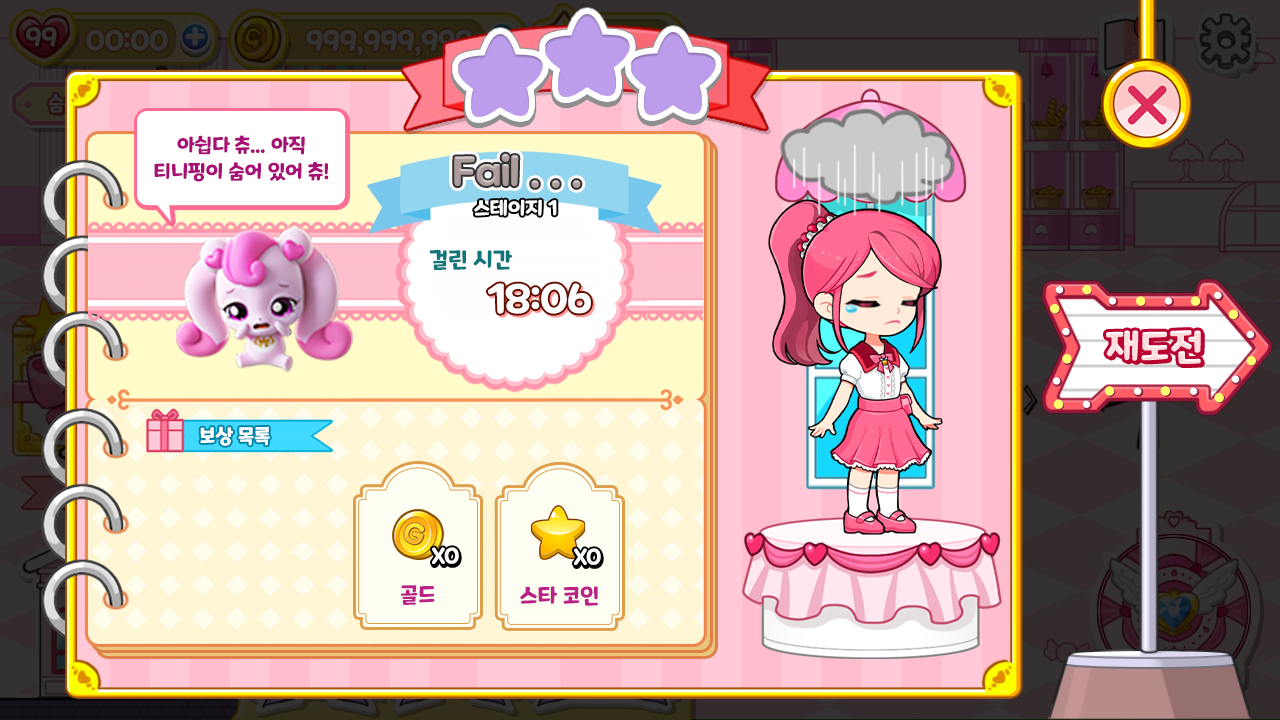 99
00:00
999,999,999
아쉽다 츄... 아직
티니핑이 숨어 있어 츄!
Fail...
스테이지 1
걸린 시간
18:06
재도전
보상 목록
G
X0
골드
X0
스타 코인